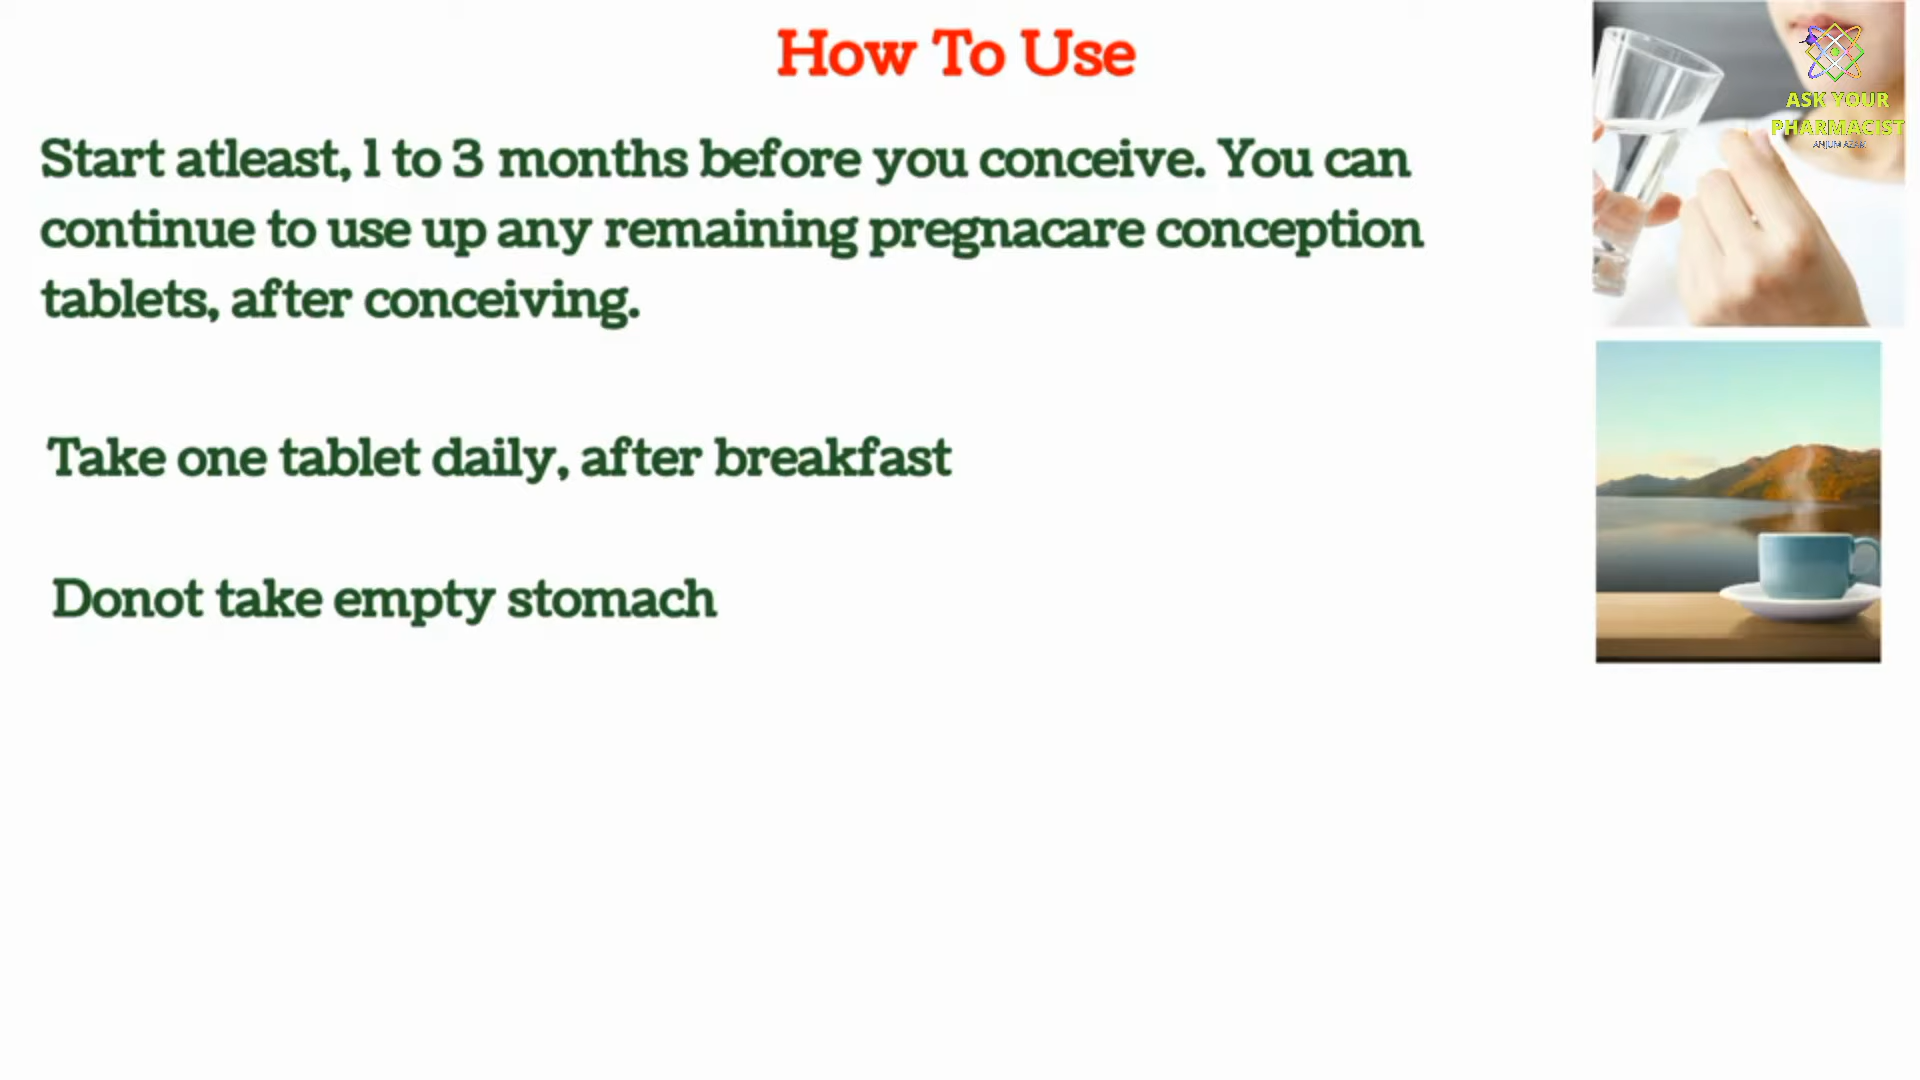 How To Use
ASK YOUR
PHARMACIST
ANJUM AZAM
Start atleast, 1 to 3 months before you conceive. You can
continue to use up any remaining pregnacare conception
tablets, after conceiving.
Take one tablet daily, after breakfast
Donot take empty stomach